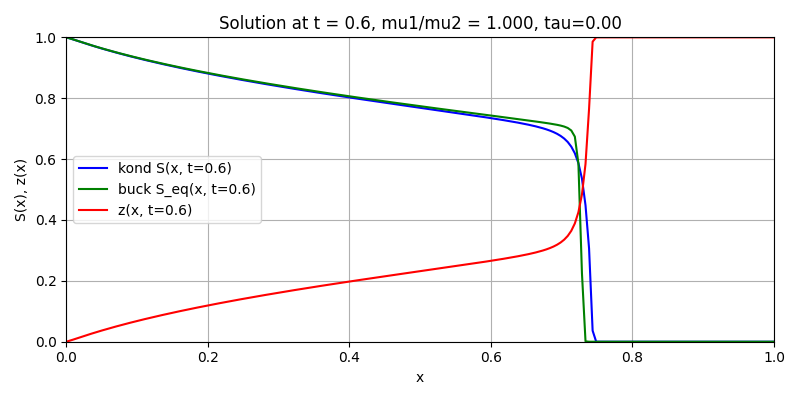 Solution at t = 0.6, mu1/mu2 = 1.000, tau=0.00
S(x), z(x)
1.0
0.8
0.6
0.4
0.2
0.0
kond S(x, t=0.6)
buck S_eq(x, t=0.6)
z(x, t=0.6)
0.0 0.2 0.4 0.6 0.8 1.0
x